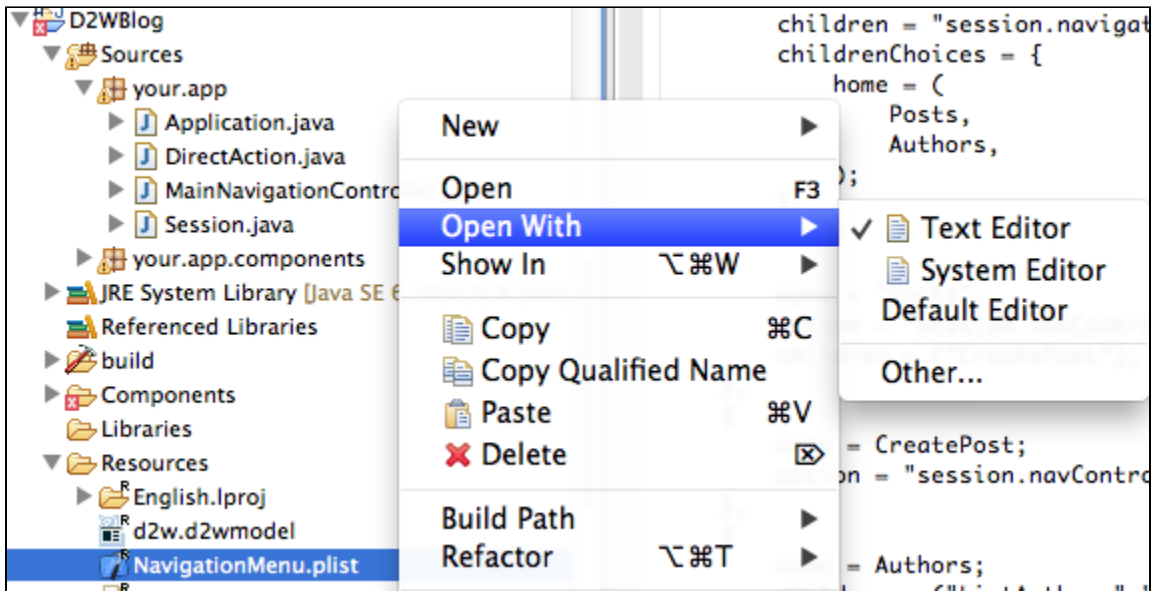 D2WBlog
Sources
your.app
Application.java
DirectAction.java
MainNavigationContro
Session.java
your.app.components
JRE System Library [Java SE 6
Referenced Libraries
build
Components
Libraries
Resources
English.lproj
d2w.d2wmodel
NavigationMenu.plist
New
Open F3
Open With
Show In ⌥⌘W
Copy ⌘C
Copy Qualified Name
Paste ⌘V
Delete ⌦
Build Path
Refactor ⌥⌘T
✓ Text Editor
System Editor
Default Editor
Other...
children = "session.navigat
childrenChoices = {
home = (
Posts,
Authors,
);
children = ("CreatePost");
= CreatePost;
on = "session.navContro
= Authors;